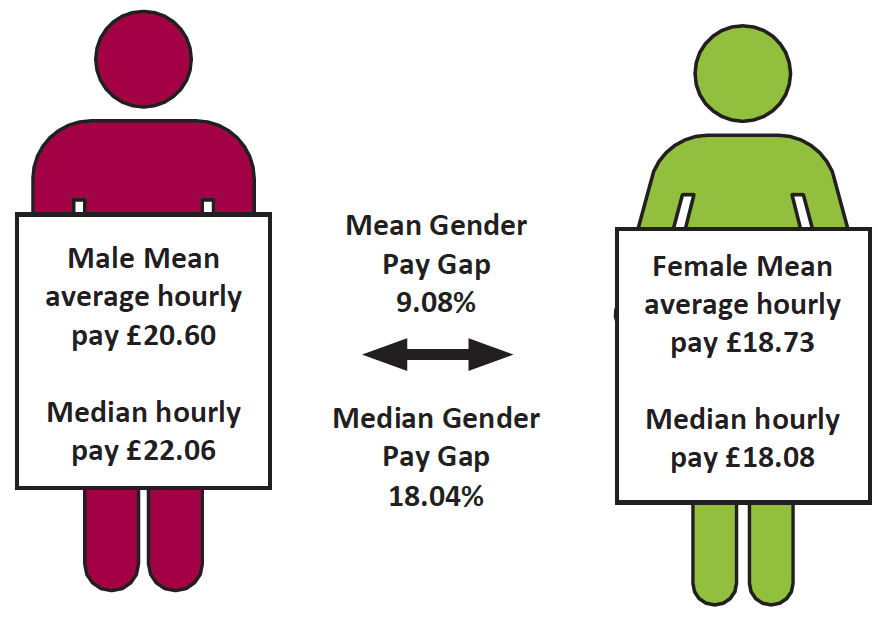 Male Mean
average hourly
pay £20.60
Median hourly
pay £22.06
Mean Gender
Pay Gap
9.08%
Median Gender
Pay Gap
18.04%
Female Mean
average hourly
pay £18.73
Median hourly
pay £18.08